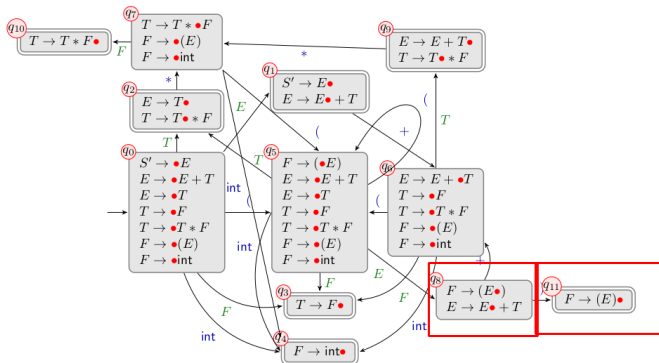 q10
T → T * F●
q7
T → T * ●F
F → ●(E)
F → ●int
q9
E → E + T●
T → T● * F
F
*
q1
S′ → E●
E → E● + T
*
q2
E → T●
T → T● * F
E
(
+
(
T
T
q0
S′ → ●E
E → ●E + T
E → ●T
T → ●F
T → ●T * F
F → ●(E)
F → ●int
T
int
(
int
q5
F → (●E)
E → ●E + T
E → ●T
T → ●F
T → ●T * F
F → ●(E)
F → ●int
(
q6
E → E + ●T
T → ●F
T → ●T * F
F → ●(E)
F → ●int
F
E
F
q3
T → F●
F
int
q4
F → int●
int
q8
F → (E●)
E → E● + T
+
q11
F → (E)●